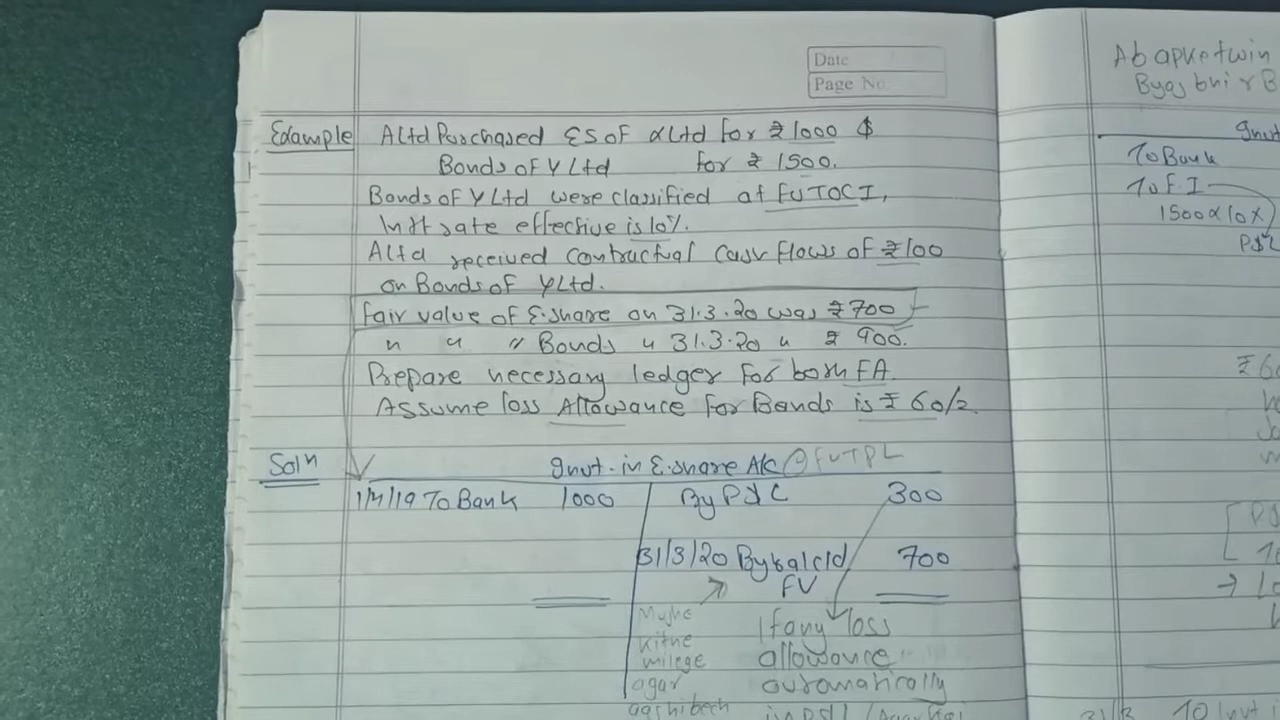 Date
Page No.
Example A Ltd Purchased ES of x Ltd for ₹ 1000 $
Bonds of Y Ltd for ₹ 1500.
Bonds of Y Ltd were classified at FVTOCI,
Int rate effective is 10%.
A Ltd received contractual cash flows of ₹ 100
on Bonds of Y Ltd.
Fair value of E.share on 31.3.20 was ₹ 700
" " " Bonds " 31.3.20 " ₹ 900.
Prepare necessary ledger for both FA.
Assume loss Allowance for Bonds is ₹ 60/2.
Soln Invt. in E.share A/c @ FVTPL
1/4/19 To Bank 1000 By P&L 300
31/3/20 By bal c/d 700
FV
Mujhe
kitne
milege
agar
If any loss
allowance
automatically
Ab apke
Invt
To Bank
To F.I
1500x10%
P&L